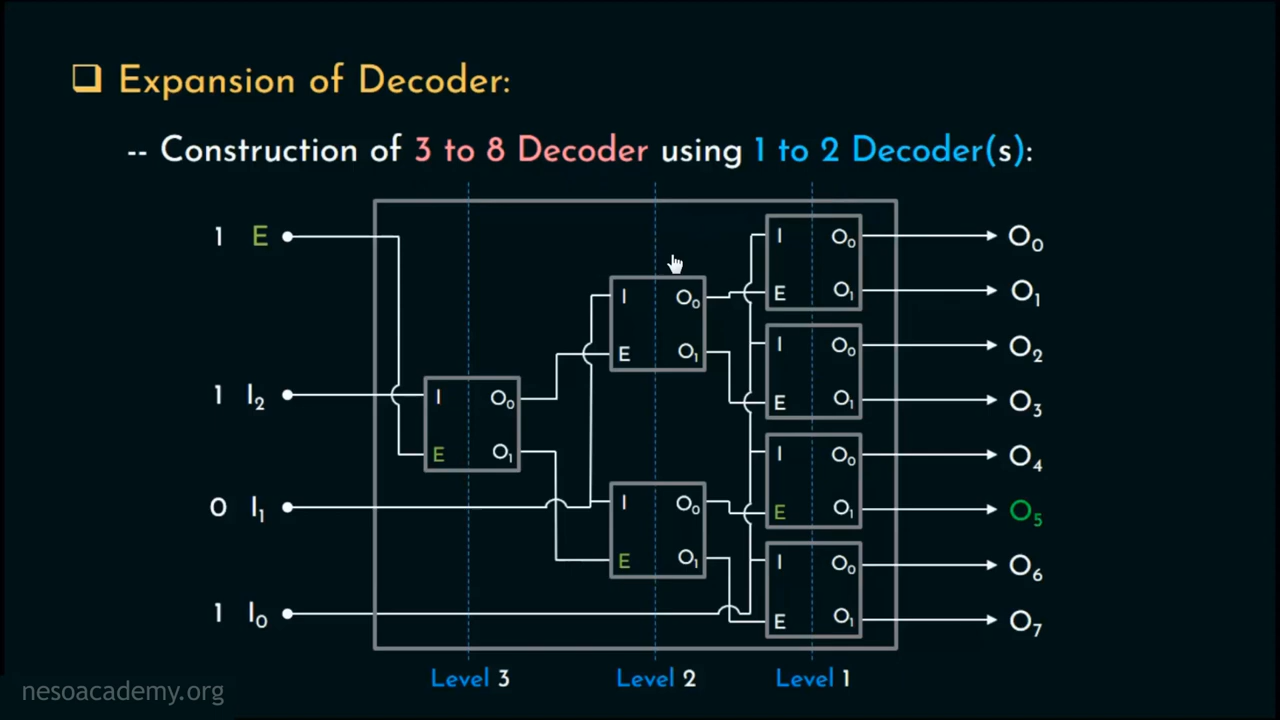 ❑ Expansion of Decoder:
-- Construction of 3 to 8 Decoder using 1 to 2 Decoder(s):
1 E
1 I₂
0 I₁
1 I₀
I O₀
E O₁
I O₀
E O₁
I O₀
E O₁
I O₀
E O₁
I O₀
E O₁
I O₀
E O₁
I O₀
E O₁
O₀
O₁
O₂
O₃
O₄
O₅
O₆
O₇
Level 3
Level 2
Level 1
nesoacademy.org